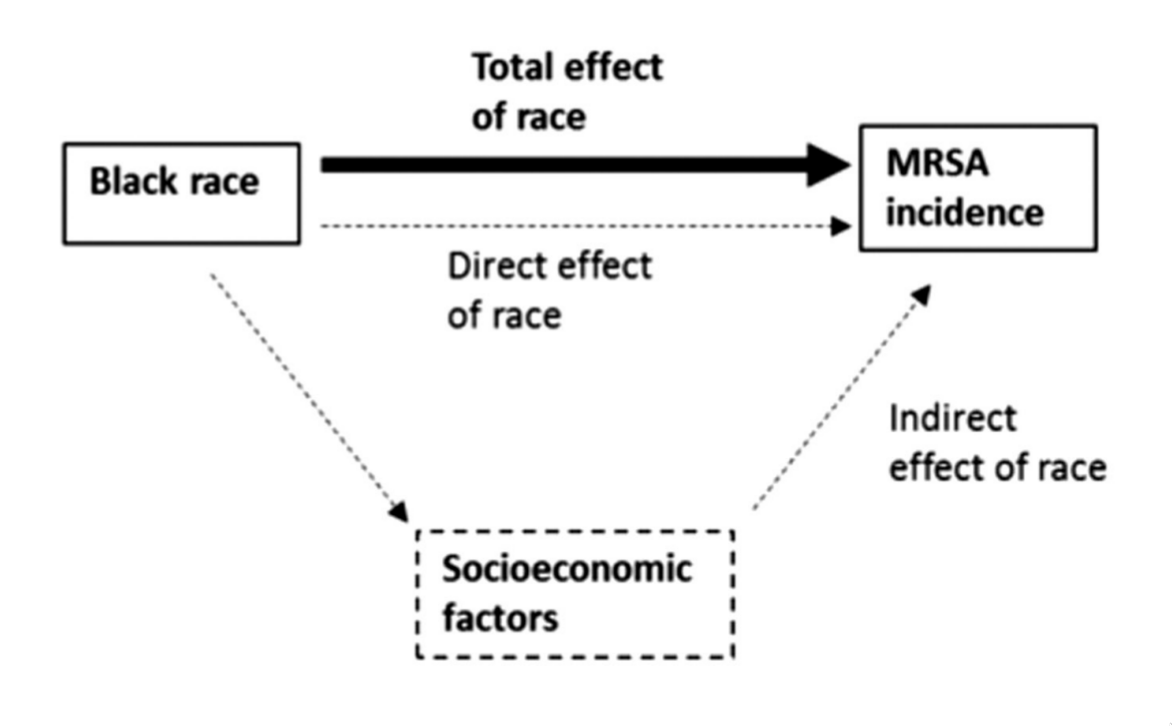 Total effect
of race
Black race
MRSA
incidence
Direct effect
of race
Indirect
effect of race
Socioeconomic
factors